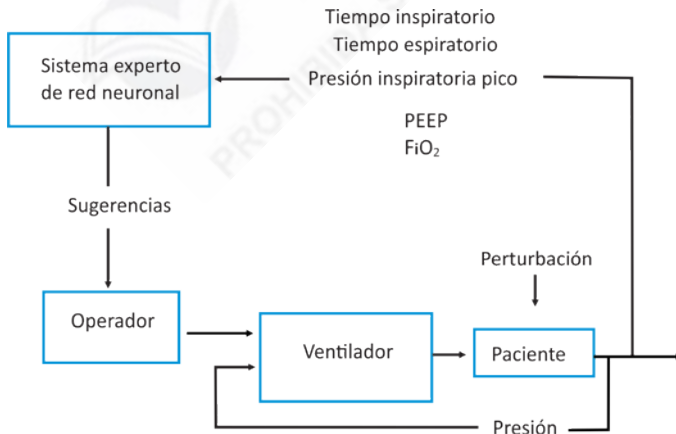 Tiempo inspiratorio
Tiempo espiratorio
Sistema experto
de red neuronal
Presión inspiratoria pico
PEEP
FiO₂
Sugerencias
Perturbación
Operador
Ventilador
Paciente
Presión